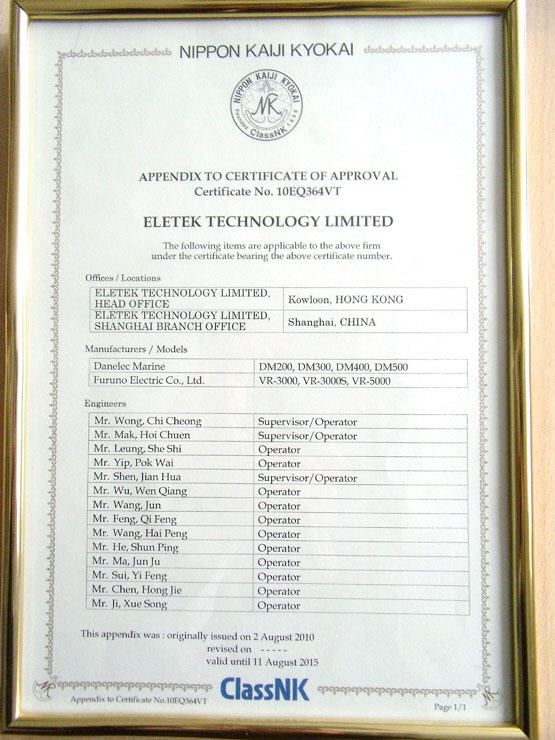 NIPPON KAIJI KYOKAI
NIPPON KAIJI KYOKAI
NK
ClassNK
APPENDIX TO CERTIFICATE OF APPROVAL
Certificate No. 10EQ364VT
ELETEK TECHNOLOGY LIMITED
The following items are applicable to the above firm
under the certificate bearing the above certificate number.
Offices / Locations
ELETEK TECHNOLOGY LIMITED,
HEAD OFFICE
Kowloon, HONG KONG
ELETEK TECHNOLOGY LIMITED,
SHANGHAI BRANCH OFFICE
Shanghai, CHINA
Manufacturers / Models
Danelec Marine DM200, DM300, DM400, DM500
Furuno Electric Co., Ltd. VR-3000, VR-3000S, VR-5000
Engineers
Mr. Wong, Chi Cheong Supervisor/Operator
Mr. Mak, Hoi Chuen Supervisor/Operator
Mr. Leung, She Shi Operator
Mr. Yip, Pok Wai Operator
Mr. Shen, Jian Hua Supervisor/Operator
Mr. Wu, Wen Qiang Operator
Mr. Wang, Jun Operator
Mr. Feng, Qi Feng Operator
Mr. Wang, Hai Peng Operator
Mr. He, Shun Ping Operator
Mr. Ma, Jun Ju Operator
Mr. Sui, Yi Feng Operator
Mr. Chen, Hong Jie Operator
Mr. Ji, Xue Song Operator
This appendix was : originally issued on 2 August 2010
revised on - - - - -
valid until 11 August 2015
ClassNK
Appendix to Certificate No.10EQ364VT
Page 1/1